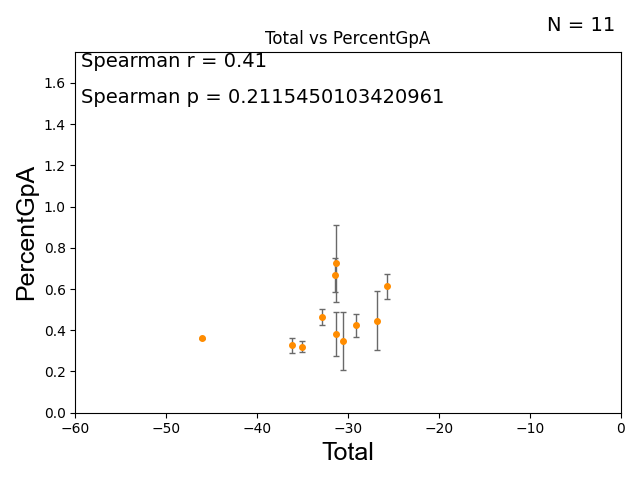 N = 11
Total vs PercentGpA
Spearman r = 0.41
Spearman p = 0.2115450103420961
PercentGpA
1.6
1.4
1.2
1.0
0.8
0.6
0.4
0.2
0.0
−60 −50 −40 −30 −20 −10 0
Total